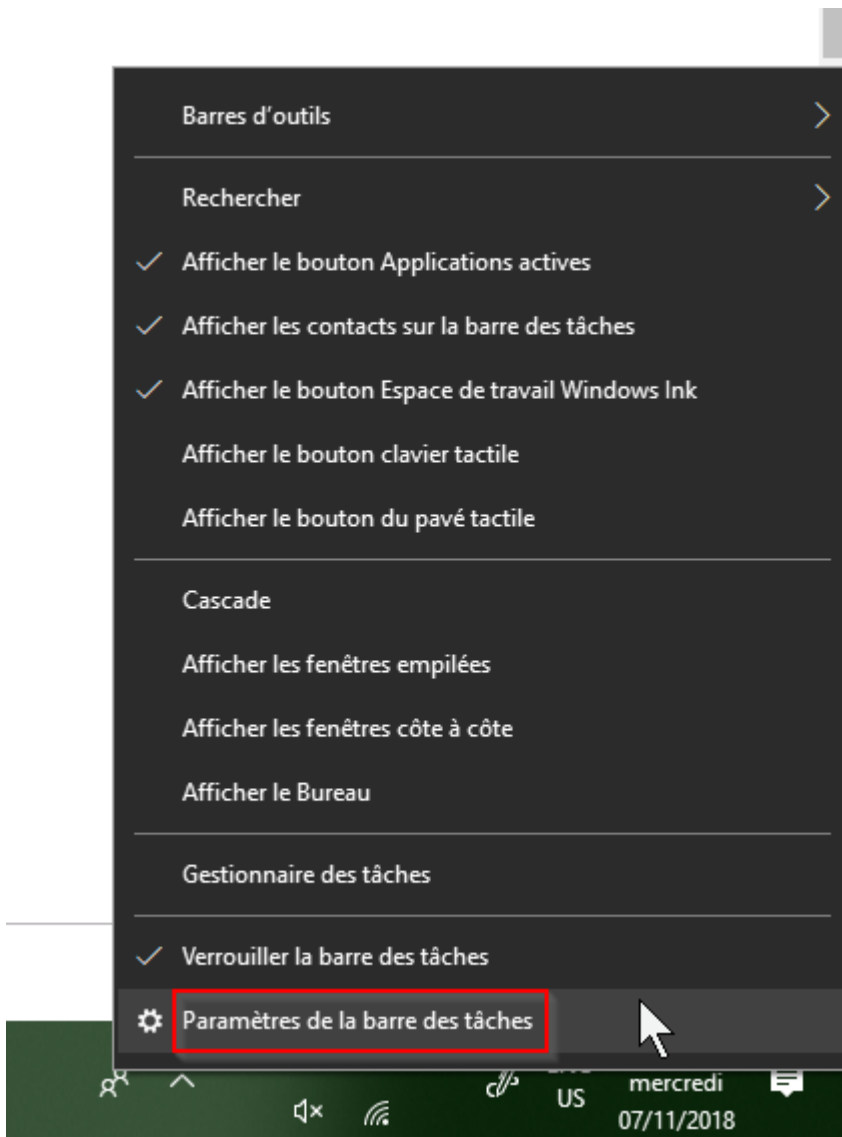 Barres d’outils
Rechercher
Afficher le bouton Applications actives
Afficher les contacts sur la barre des tâches
Afficher le bouton Espace de travail Windows Ink
Afficher le bouton clavier tactile
Afficher le bouton du pavé tactile
Cascade
Afficher les fenêtres empilées
Afficher les fenêtres côte à côte
Afficher le Bureau
Gestionnaire des tâches
Verrouiller la barre des tâches
Paramètres de la barre des tâches
US
mercredi
07/11/2018